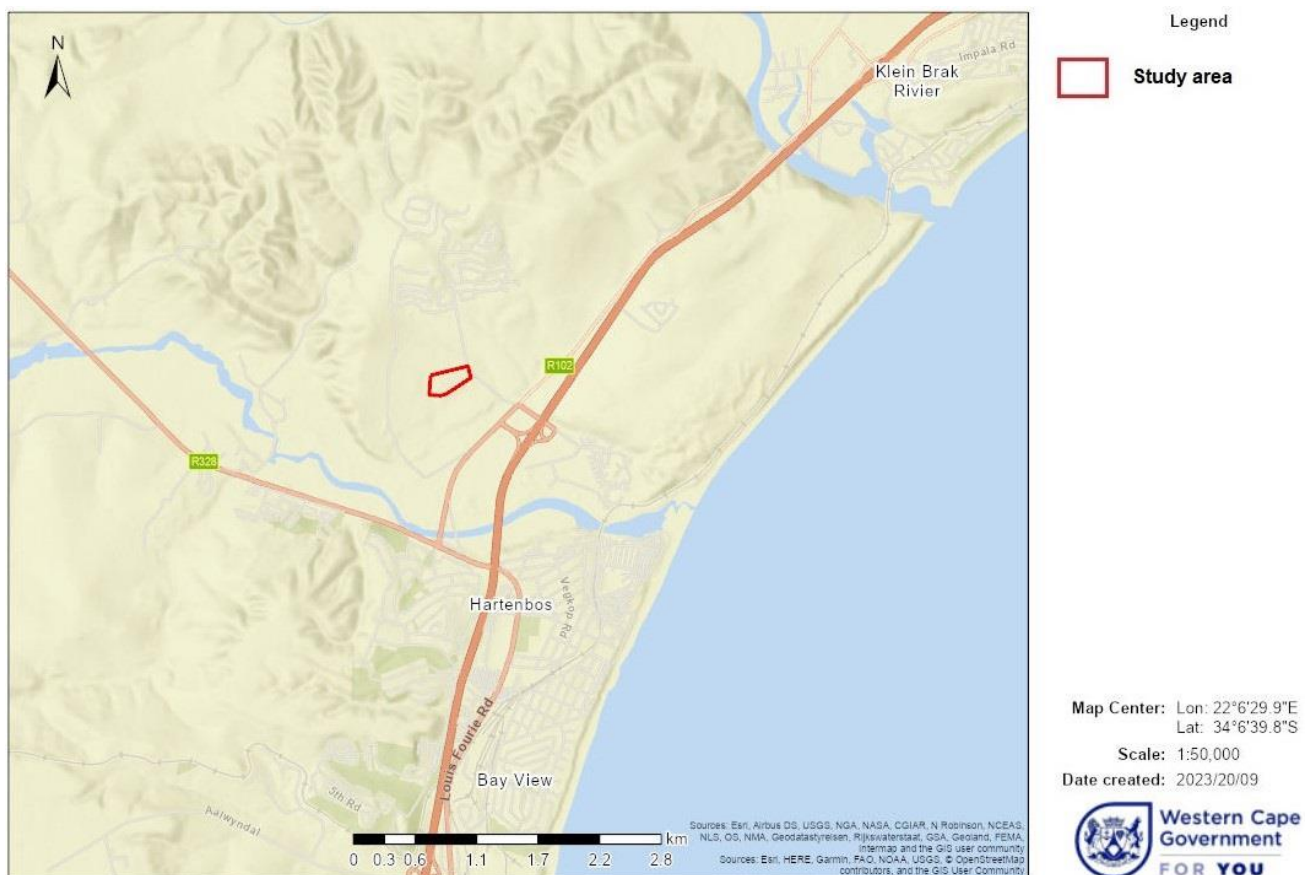 N
Klein Brak
Rivier
Impala Rd
R102
R328
Hartenbos
Vegkop Rd
Louis Fourie Rd
Bay View
5th Rd
Aalwyndal
km
0 0.3 0.6 1.1 1.7 2.2 2.8
Sources: Esri, Airbus DS, USGS, NGA, NASA, CGIAR, N Robinson, NCEAS,
NLS, OS, NMA, Geodatastyrelsen, Rijkswaterstaat, GSA, Geoland, FEMA,
Intermap and the GIS user community
Sources: Esri, HERE, Garmin, FAO, NOAA, USGS, © OpenStreetMap
contributors, and the GIS User Community
Legend
Study area
Map Center: Lon: 22°6'29.9"E
Lat: 34°6'39.8"S
Scale: 1:50,000
Date created: 2023/20/09
Western Cape
Government
FOR YOU